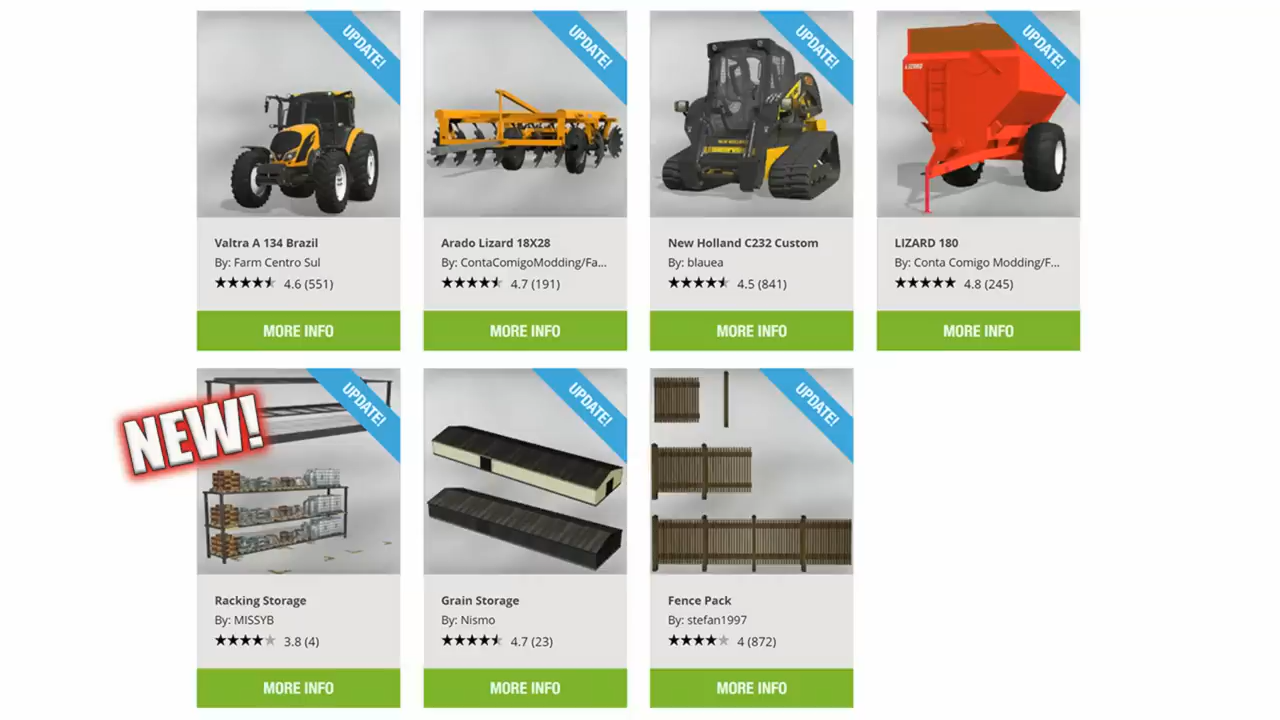 UPDATE!
UPDATE!
UPDATE!
UPDATE!
LIZARD
NEW HOLLAND
Valtra A 134 Brazil
By: Farm Centro Sul
4.6 (551)
MORE INFO
Arado Lizard 18X28
By: ContaComigoModding/Fa...
4.7 (191)
MORE INFO
New Holland C232 Custom
By: blauea
4.5 (841)
MORE INFO
LIZARD 180
By: Conta Comigo Modding/F...
4.8 (245)
MORE INFO
NEW!
UPDATE!
UPDATE!
UPDATE!
Racking Storage
By: MISSYB
3.8 (4)
MORE INFO
Grain Storage
By: Nismo
4.7 (23)
MORE INFO
Fence Pack
By: stefan1997
4 (872)
MORE INFO